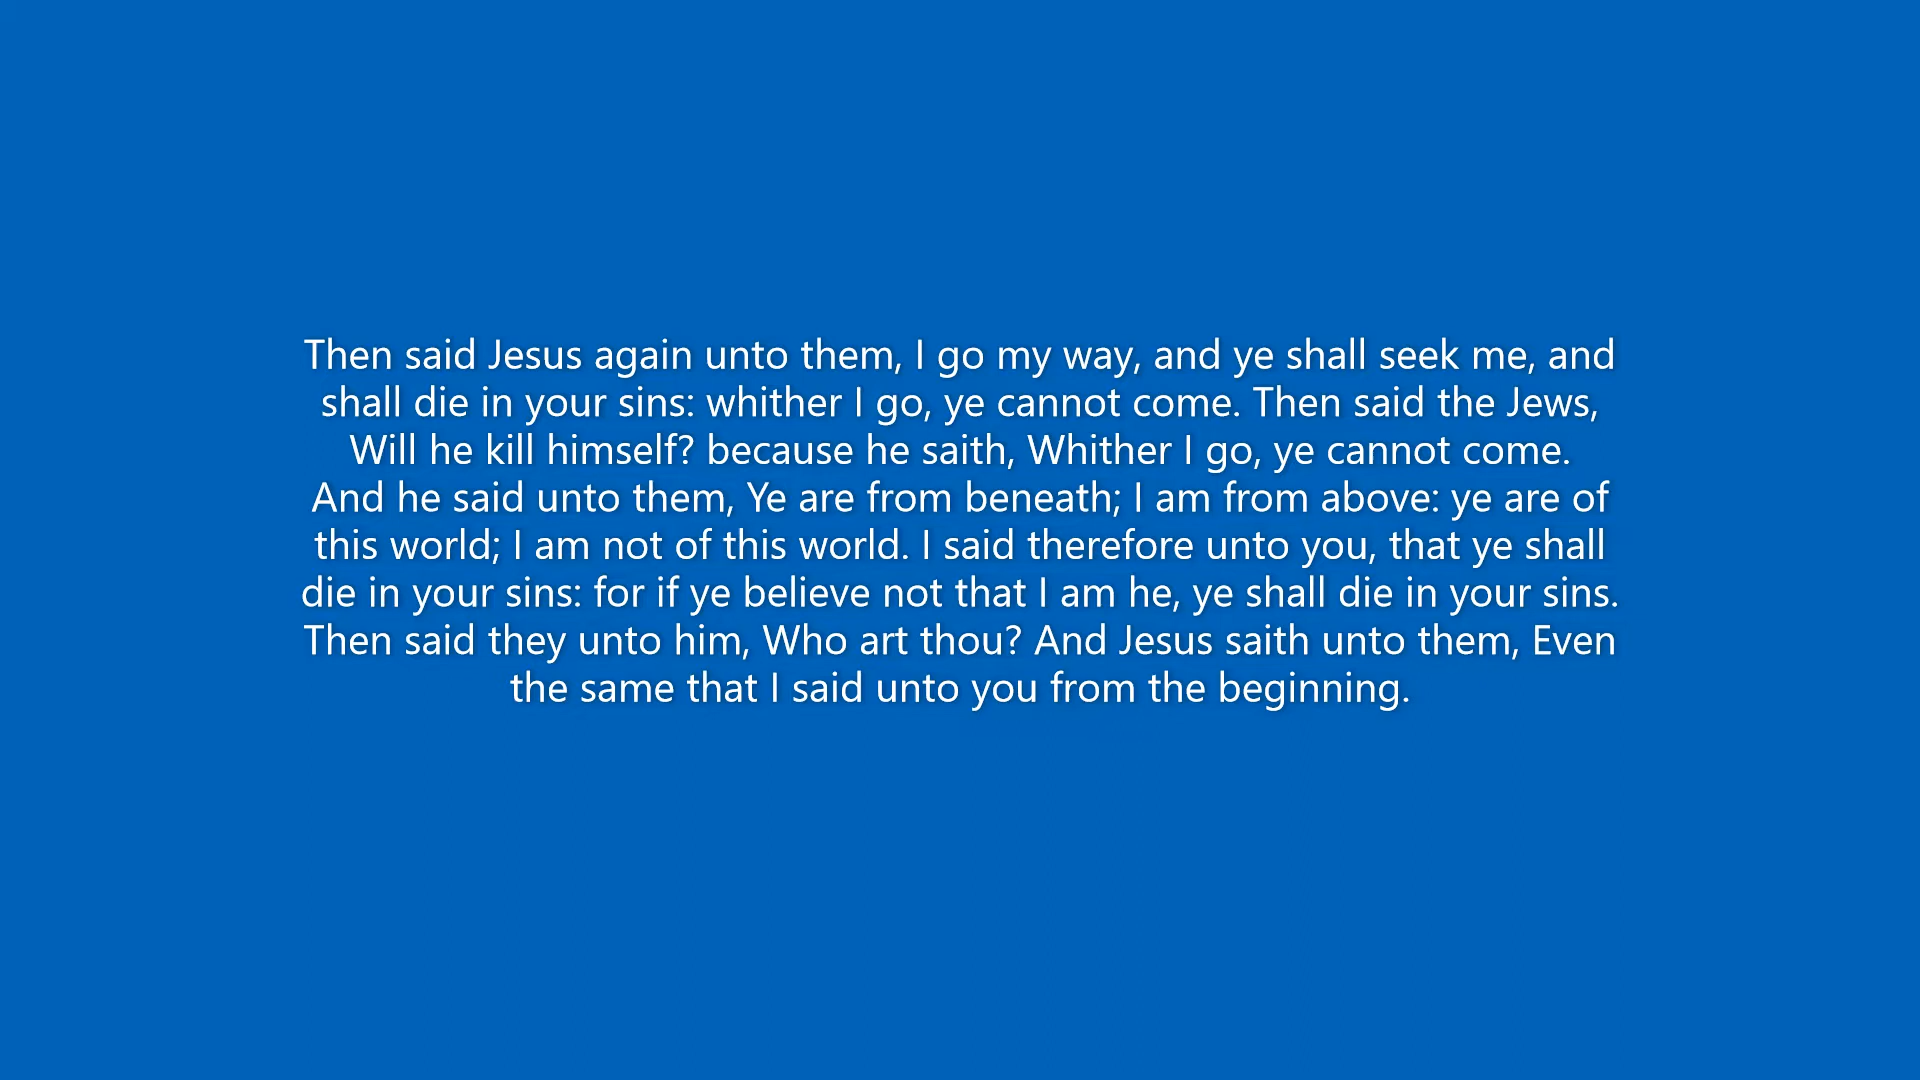 Then said Jesus again unto them, I go my way, and ye shall seek me, and
shall die in your sins: whither I go, ye cannot come. Then said the Jews,
Will he kill himself? because he saith, Whither I go, ye cannot come.
And he said unto them, Ye are from beneath; I am from above: ye are of
this world; I am not of this world. I said therefore unto you, that ye shall
die in your sins: for if ye believe not that I am he, ye shall die in your sins.
Then said they unto him, Who art thou? And Jesus saith unto them, Even
the same that I said unto you from the beginning.